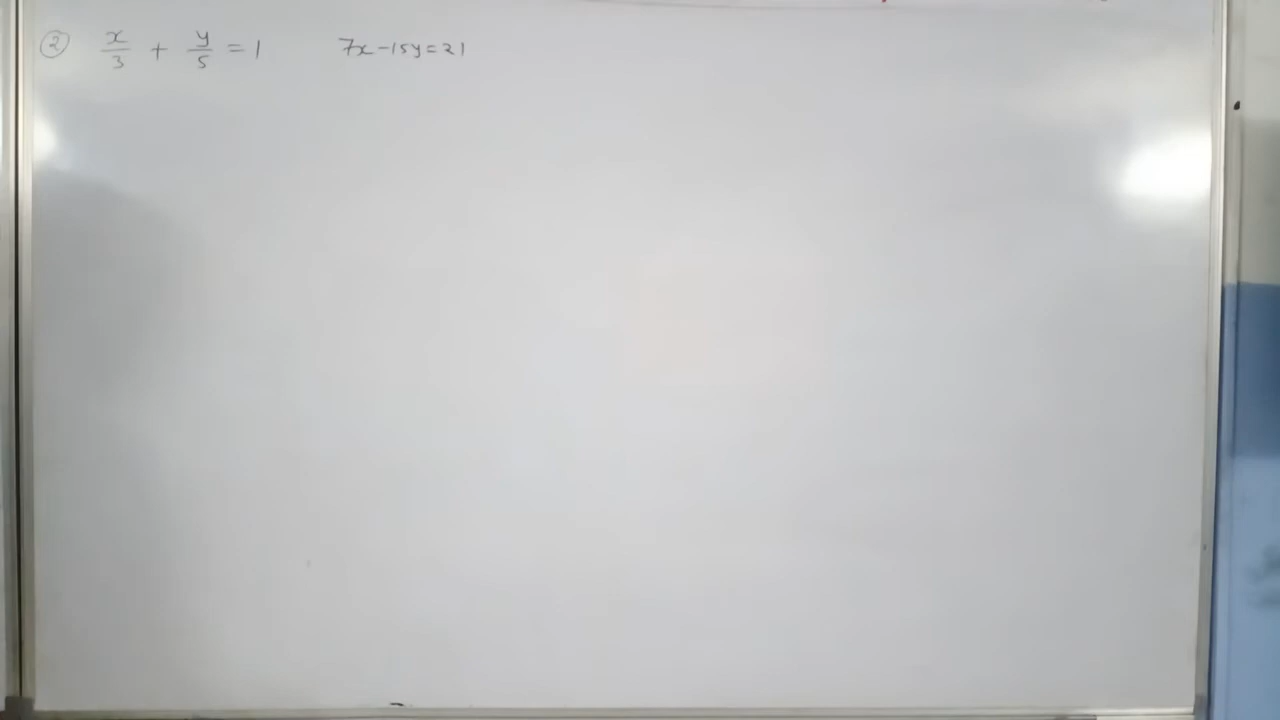 ② x/3 + y/5 = 1 7x-15y=21